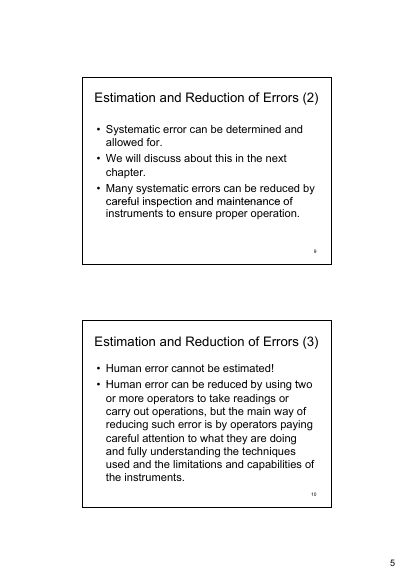 Estimation and Reduction of Errors (2)
• Systematic error can be determined and
allowed for.
• We will discuss about this in the next
chapter.
• Many systematic errors can be reduced by
careful inspection and maintenance of
instruments to ensure proper operation.
9
Estimation and Reduction of Errors (3)
• Human error cannot be estimated!
• Human error can be reduced by using two
or more operators to take readings or
carry out operations, but the main way of
reducing such error is by operators paying
careful attention to what they are doing
and fully understanding the techniques
used and the limitations and capabilities of
the instruments.
10
5